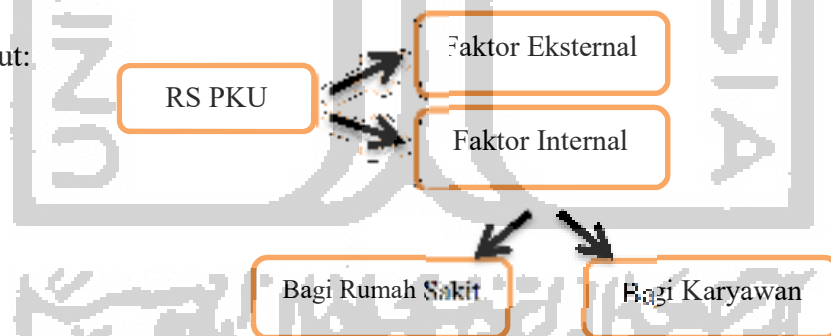 Faktor Eksternal
ut:
RS PKU
Faktor Internal
Bagi Rumah Sakit
Bagi Karyawan